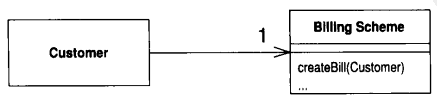 Customer
1
Billing Scheme
createBill(Customer)
...